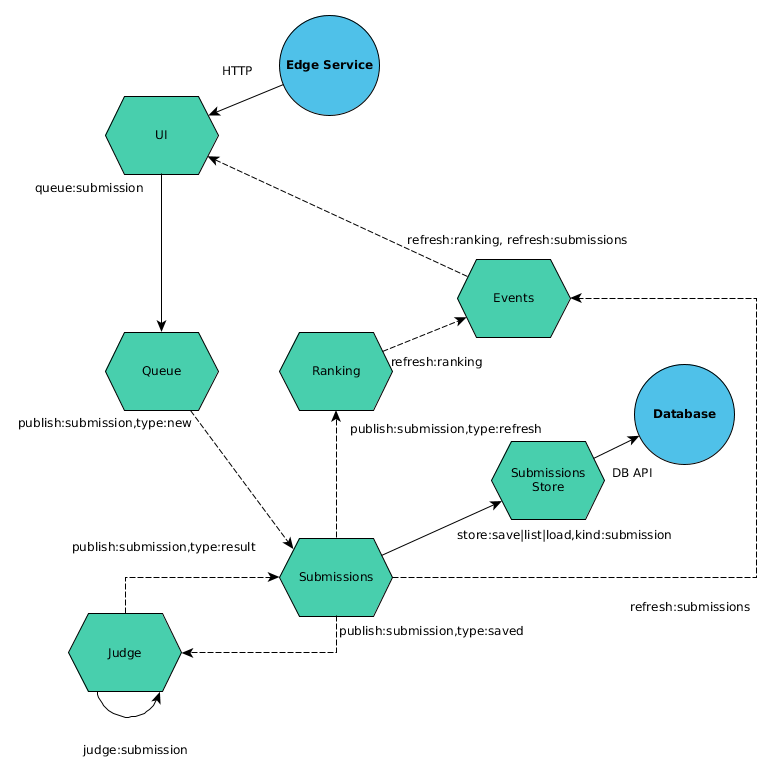 Edge Service
HTTP
UI
queue:submission
refresh:ranking, refresh:submissions
Events
Queue
Ranking
refresh:ranking
Database
publish:submission,type:new
publish:submission,type:refresh
Submissions
Store
DB API
store:save|list|load,kind:submission
publish:submission,type:result
Submissions
refresh:submissions
publish:submission,type:saved
Judge
judge:submission